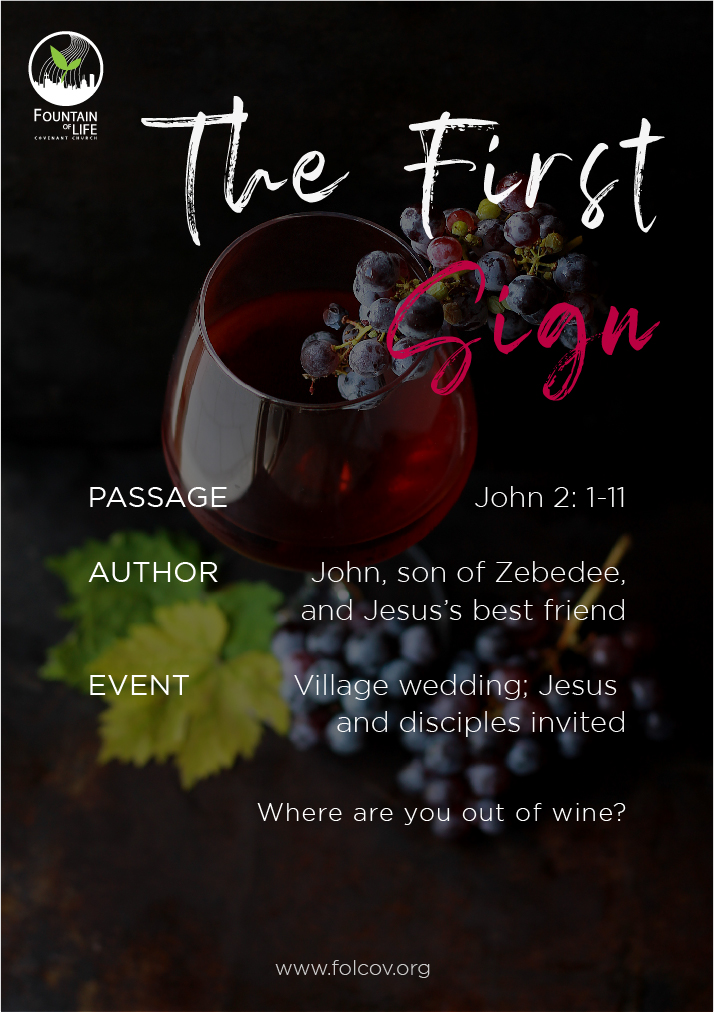 FOUNTAIN
OF LIFE
COVENANT CHURCH
The First
Sign
PASSAGE John 2: 1-11
AUTHOR John, son of Zebedee,
and Jesus’s best friend
EVENT Village wedding; Jesus
and disciples invited
Where are you out of wine?
www.folcov.org